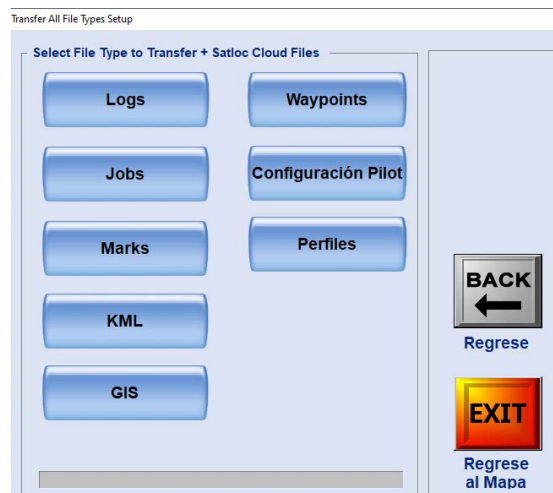 Transfer All File Types Setup
Select File Type to Transfer + Satloc Cloud Files
Logs
Waypoints
Jobs
Configuración Pilot
Marks
Perfiles
KML
GIS
BACK
Regrese
EXIT
Regrese
al Mapa